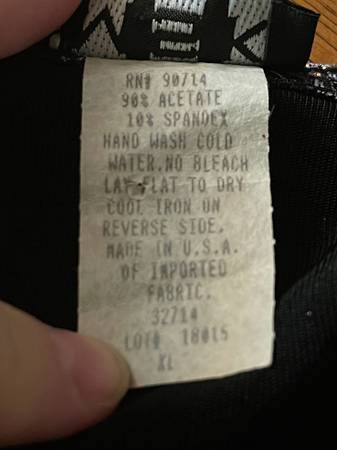 RN# 90714
90% ACETATE
10% SPANDEX
HAND WASH COLD
WATER.NO BLEACH
LAY FLAT TO DRY
COOL IRON ON
REVERSE SIDE.
MADE IN U.S.A.
OF IMPORTED
FABRIC.
32714
LOT# 18015
XL